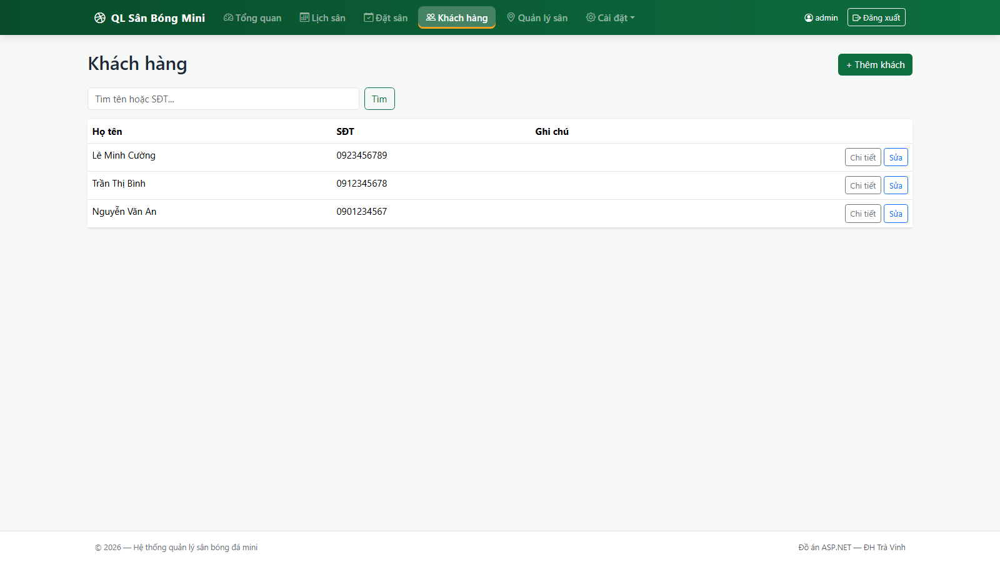 QL Sân Bóng Mini
Tổng quan
Lịch sân
Đặt sân
Khách hàng
Quản lý sân
Cài đặt
admin
Đăng xuất
Khách hàng
+ Thêm khách
Tìm tên hoặc SĐT...
Tìm
Họ tên SĐT Ghi chú
Lê Minh Cường 0923456789 Chi tiết Sửa
Trần Thị Bình 0912345678 Chi tiết Sửa
Nguyễn Văn An 0901234567 Chi tiết Sửa
© 2026 — Hệ thống quản lý sân bóng đá mini
Đồ án ASP.NET — ĐH Trà Vinh